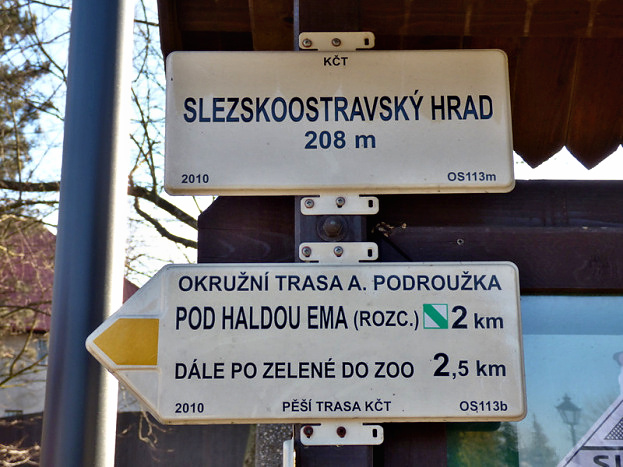 KČT
SLEZSKOOSTRAVSKÝ HRAD
208 m
2010 OS113m
OKRUŽNÍ TRASA A. PODROUŽKA
POD HALDOU EMA (ROZC.) 2 km
DÁLE PO ZELENÉ DO ZOO 2,5 km
2010 PĚŠÍ TRASA KČT OS113b